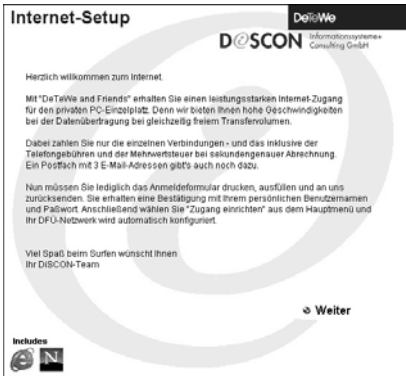 Internet-Setup
DeTeWe
DiSCON Informationssysteme+
Consulting GmbH
Herzlich willkommen zum Internet.
Mit "DeTeWe and Friends" erhalten Sie einen leistungsstarken Internet-Zugang
für den privaten PC-Einzelplatz. Denn wir bieten Ihnen hohe Geschwindigkeiten
bei der Datenübertragung bei gleichzeitig freiem Transfervolumen.
Dabei zahlen Sie nur die einzelnen Verbindungen - und das inklusive der
Telefongebühren und der Mehrwertsteuer bei sekundengenauer Abrechnung.
Ein Postfach mit 3 E-Mail-Adressen gibt's auch noch dazu.
Nun müssen Sie lediglich das Anmeldeformular drucken, ausfüllen und an uns
zurücksenden. Sie erhalten eine Bestätigung mit Ihrem persönlichen Benutzernamen
und Paßwort. Anschließend wählen Sie "Zugang einrichten" aus dem Hauptmenü und
Ihr DFÜ-Netzwerk wird automatisch konfiguriert.
Viel Spaß beim Surfen wünscht Ihnen
Ihr DiSCON-Team
Weiter
Includes
N